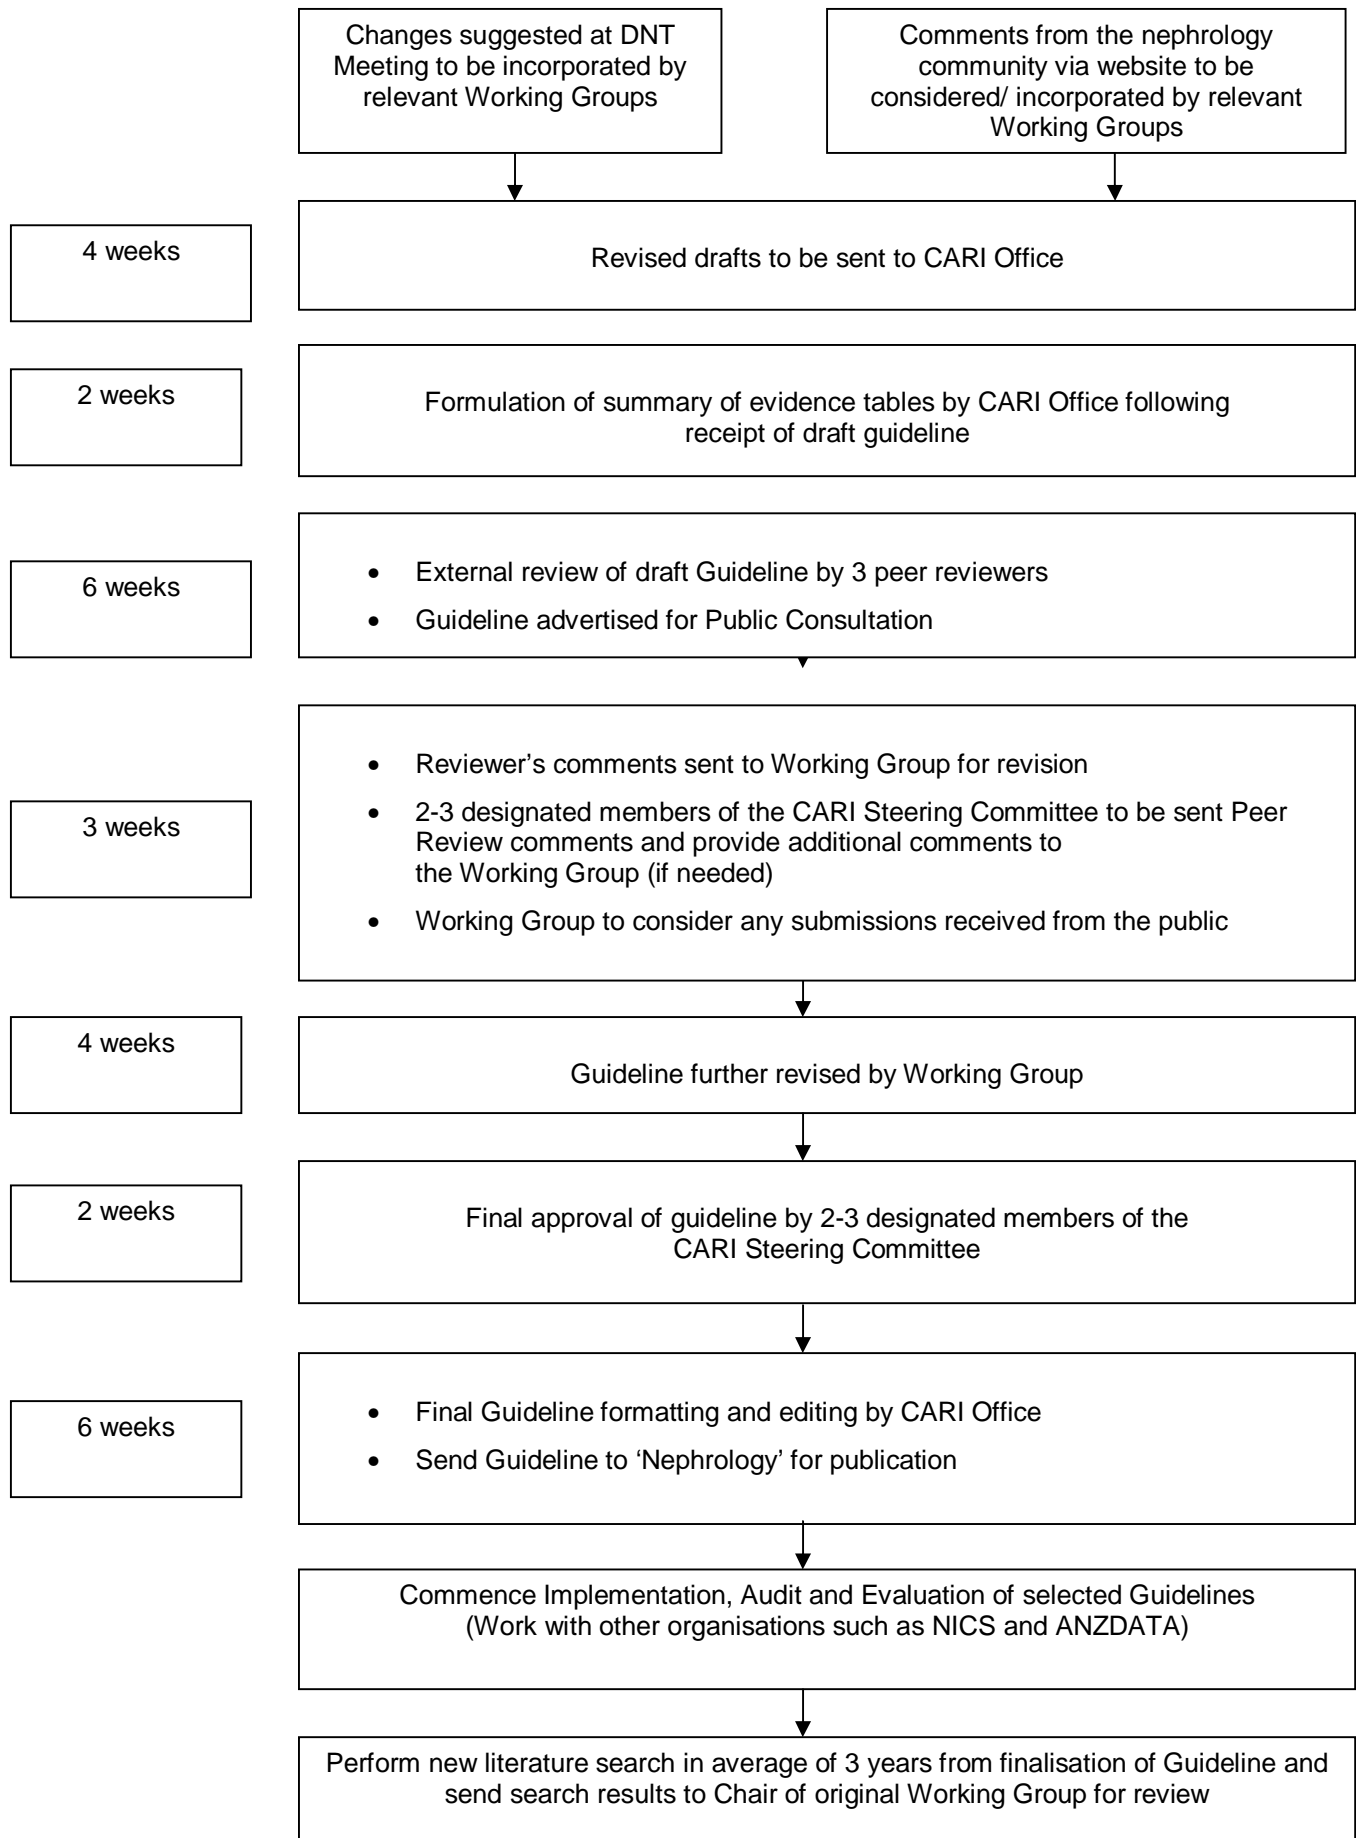 Changes suggested at DNT
Meeting to be incorporated by
relevant Working Groups
Comments from the nephrology
community via website to be
considered/ incorporated by relevant
Working Groups
4 weeks
Revised drafts to be sent to CARI Office
2 weeks
Formulation of summary of evidence tables by CARI Office following
receipt of draft guideline
6 weeks
• External review of draft Guideline by 3 peer reviewers
• Guideline advertised for Public Consultation
3 weeks
• Reviewer’s comments sent to Working Group for revision
• 2-3 designated members of the CARI Steering Committee to be sent Peer
Review comments and provide additional comments to
the Working Group (if needed)
• Working Group to consider any submissions received from the public
4 weeks
Guideline further revised by Working Group
2 weeks
Final approval of guideline by 2-3 designated members of the
CARI Steering Committee
6 weeks
• Final Guideline formatting and editing by CARI Office
• Send Guideline to ‘Nephrology’ for publication
Commence Implementation, Audit and Evaluation of selected Guidelines
(Work with other organisations such as NICS and ANZDATA)
Perform new literature search in average of 3 years from finalisation of Guideline and
send search results to Chair of original Working Group for review